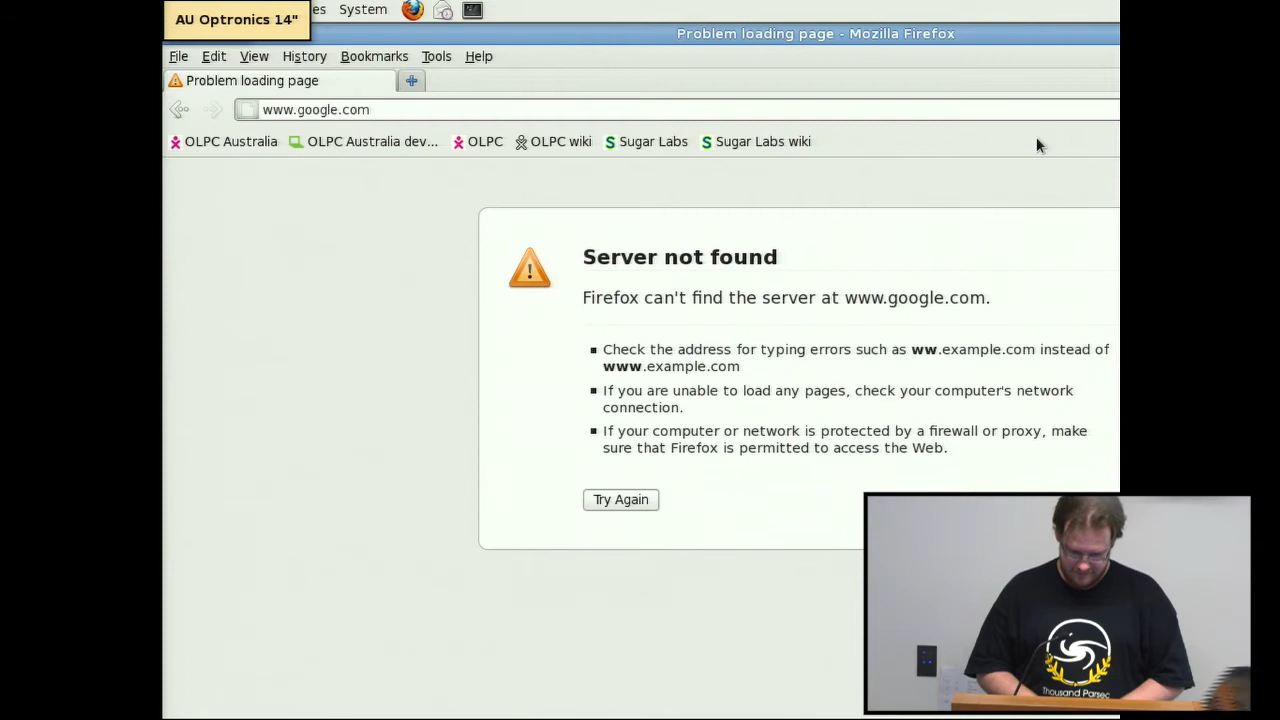 AU Optronics 14"
es System
Problem loading page - Mozilla Firefox
File Edit View History Bookmarks Tools Help
Problem loading page
www.google.com
OLPC Australia OLPC Australia dev... OLPC OLPC wiki Sugar Labs Sugar Labs wiki
Server not found
Firefox can't find the server at www.google.com.
Check the address for typing errors such as ww.example.com instead of
www.example.com
If you are unable to load any pages, check your computer's network
connection.
If your computer or network is protected by a firewall or proxy, make
sure that Firefox is permitted to access the Web.
Try Again
Thousand Parsec